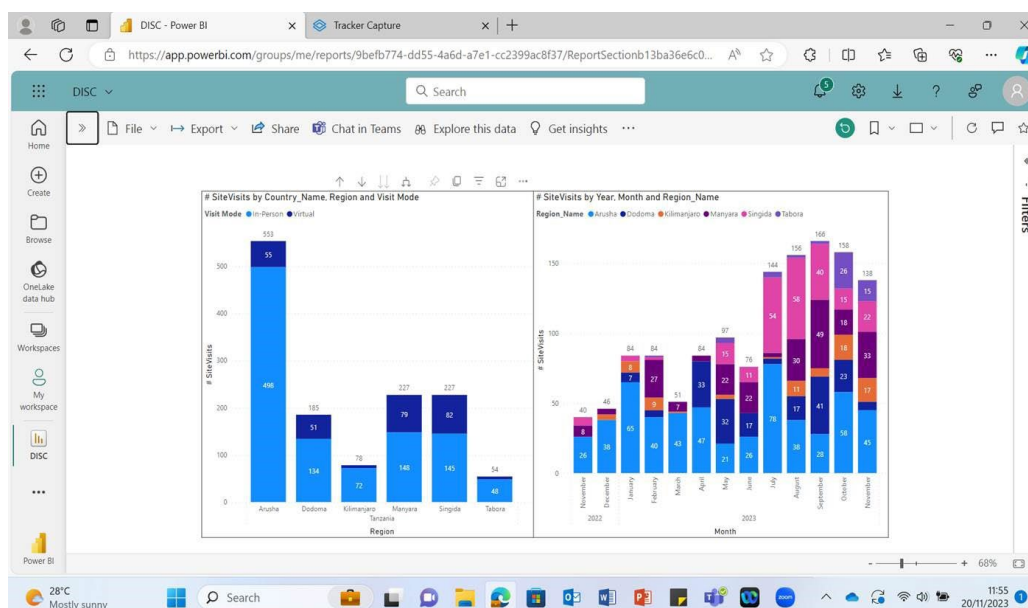 DISC - Power BI
Tracker Capture
https://app.powerbi.com/groups/me/reports/9befb774-dd55-4a6d-a7e1-cc2399ac8f37/ReportSectionb13ba36e6c0...
DISC
Search
5
File Export Share Chat in Teams Explore this data Get insights ...
Home
Create
Browse
OneLake
data hub
Workspaces
My
workspace
DISC
Power BI
Filters
# SiteVisits by Country_Name, Region and Visit Mode
Visit Mode In-Person Virtual
# SiteVisits
500
400
300
200
100
0
553
55
498
185
51
134
78
72
227
79
148
227
82
145
54
48
Arusha Dodoma Kilimanjaro Manyara Singida Tabora
Tanzania
Region
# SiteVisits by Year, Month and Region_Name
Region_Name Arusha Dodoma Kilimanjaro Manyara Singida Tabora
# SiteVisits
150
100
50
0
40
8
26
46
38
84
8
7
65
84
27
9
40
51
7
43
84
33
47
97
15
22
32
21
76
11
22
17
26
144
54
78
156
58
30
11
17
38
166
40
49
41
28
158
26
15
18
18
23
58
138
15
22
33
17
45
November December January February March April May June July August September October November
2022 2023
Month
68%
28°C
Mostly sunny
Search
zoom
11:55
20/11/2023